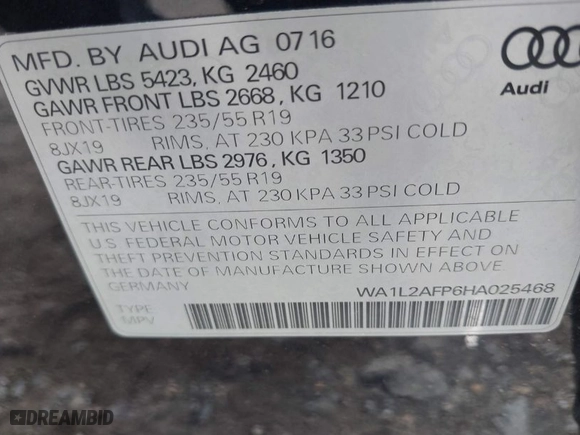 MFD. BY AUDI AG 07 16
GVWR LBS 5423, KG 2460
GAWR FRONT LBS 2668, KG 1210
FRONT-TIRES 235/55 R19
8JX19 RIMS, AT 230 KPA 33 PSI COLD
GAWR REAR LBS 2976, KG 1350
REAR-TIRES 235/55 R19
8JX19 RIMS, AT 230 KPA 33 PSI COLD
Audi
THIS VEHICLE CONFORMS TO ALL APPLICABLE
U.S. FEDERAL MOTOR VEHICLE SAFETY AND
THEFT PREVENTION STANDARDS IN EFFECT ON
THE DATE OF MANUFACTURE SHOWN ABOVE.
GERMANY
WA1L2AFP6HA025468
TYPE:
MPV
DREAMBID